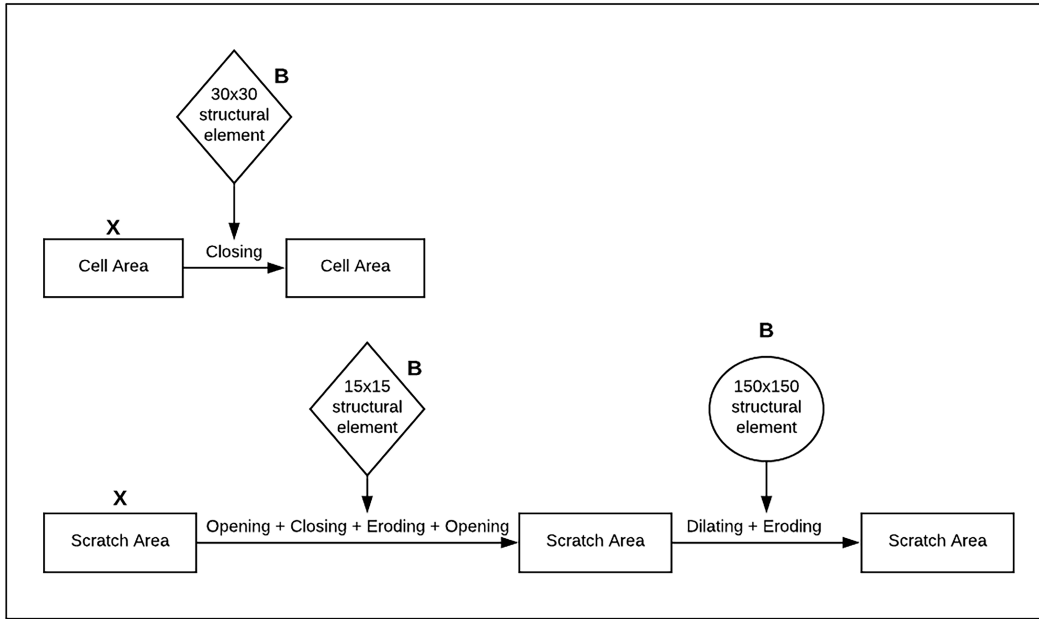 B
30x30
structural
element
X
Closing
Cell Area
Cell Area
B
15x15
structural
element
B
150x150
structural
element
X
Opening + Closing + Eroding + Opening
Dilating + Eroding
Scratch Area
Scratch Area
Scratch Area